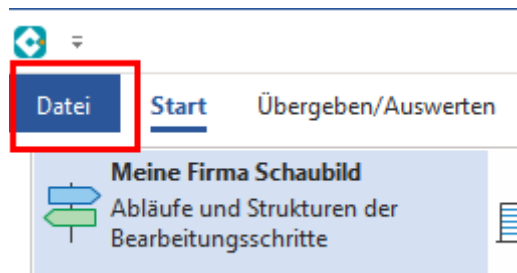 Datei Start Übergeben/Auswerten
Meine Firma Schaubild
Abläufe und Strukturen der
Bearbeitungsschritte